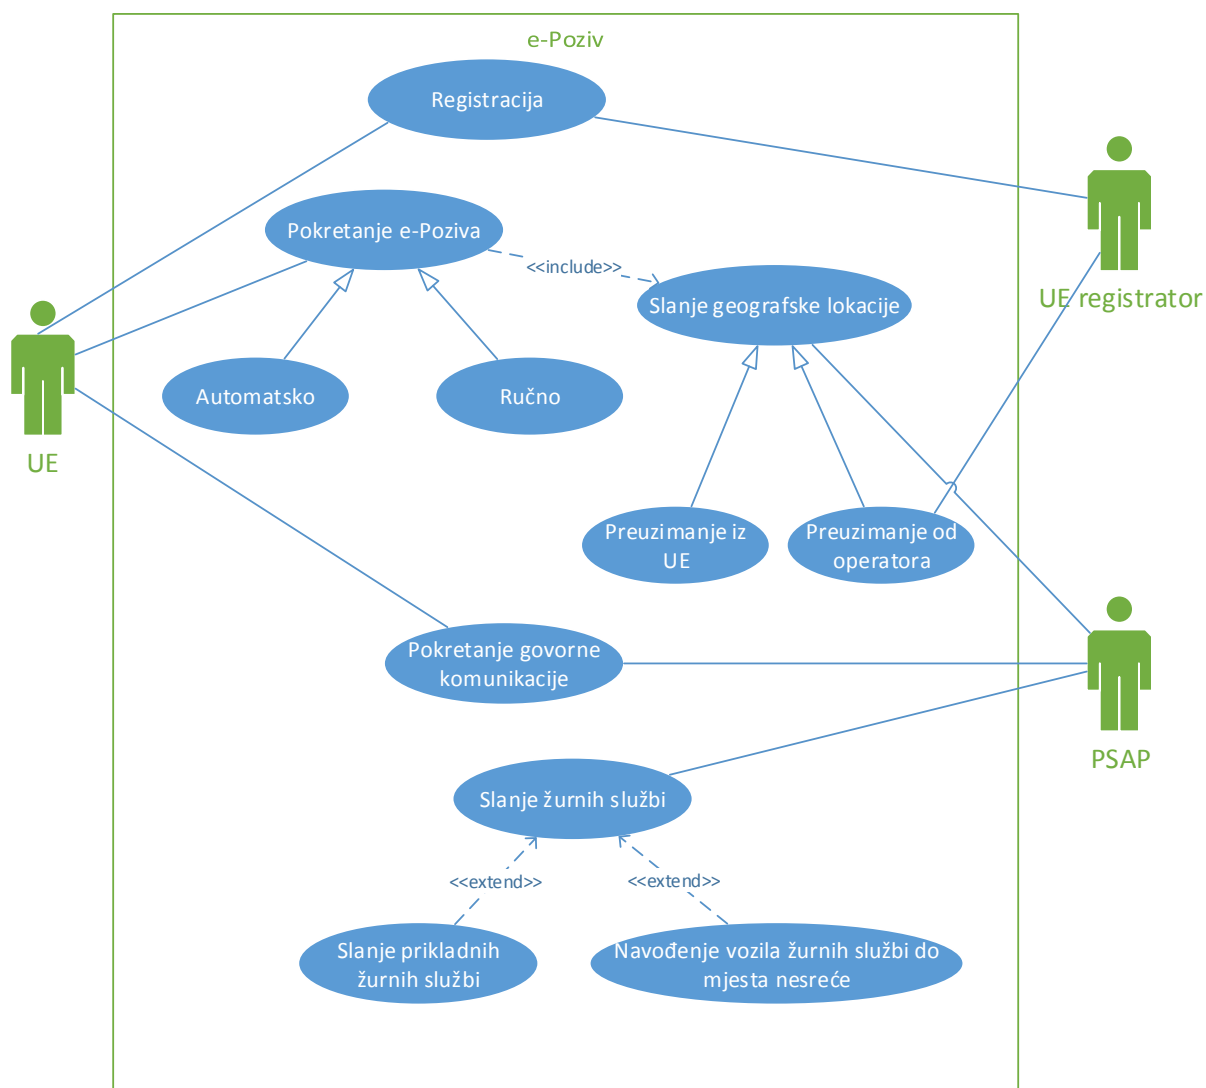 e-Poziv
Registracija
Pokretanje e-Poziva
<<include>>
Slanje geografske lokacije
UE registrator
Automatsko
Ručno
UE
Preuzimanje iz
UE
Preuzimanje od
operatora
Pokretanje govorne
komunikacije
PSAP
Slanje žurnih službi
<<extend>>
<<extend>>
Slanje prikladnih
žurnih službi
Navođenje vozila žurnih službi do
mjesta nesreće